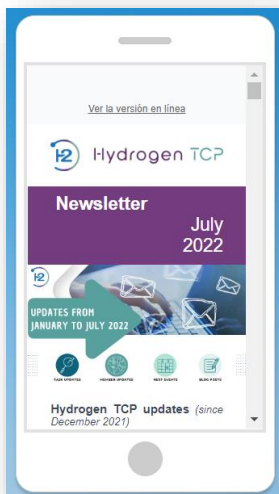 Ver la versión en línea
H2 Hydrogen TCP
Newsletter
July
2022
H2
UPDATES FROM
JANUARY TO JULY 2022
TASK UPDATES MEMBER UPDATES NEXT EVENTS BLOG POSTS
Hydrogen TCP updates (since
December 2021)